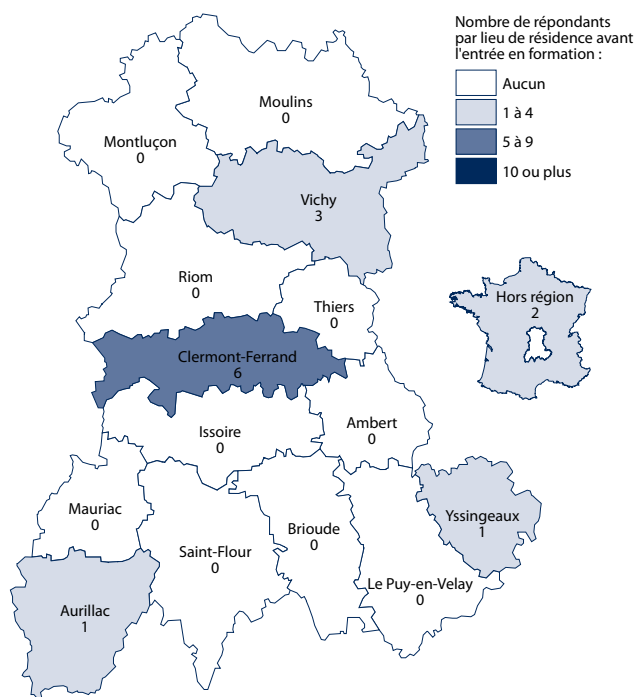 Nombre de répondants
par lieu de résidence avant
l'entrée en formation :
Aucun
1 à 4
5 à 9
10 ou plus
Moulins
0
Montluçon
0
Vichy
3
Riom
0
Thiers
0
Hors région
2
Clermont-Ferrand
6
Issoire
0
Ambert
0
Mauriac
0
Saint-Flour
0
Brioude
0
Yssingeaux
1
Le Puy-en-Velay
0
Aurillac
1